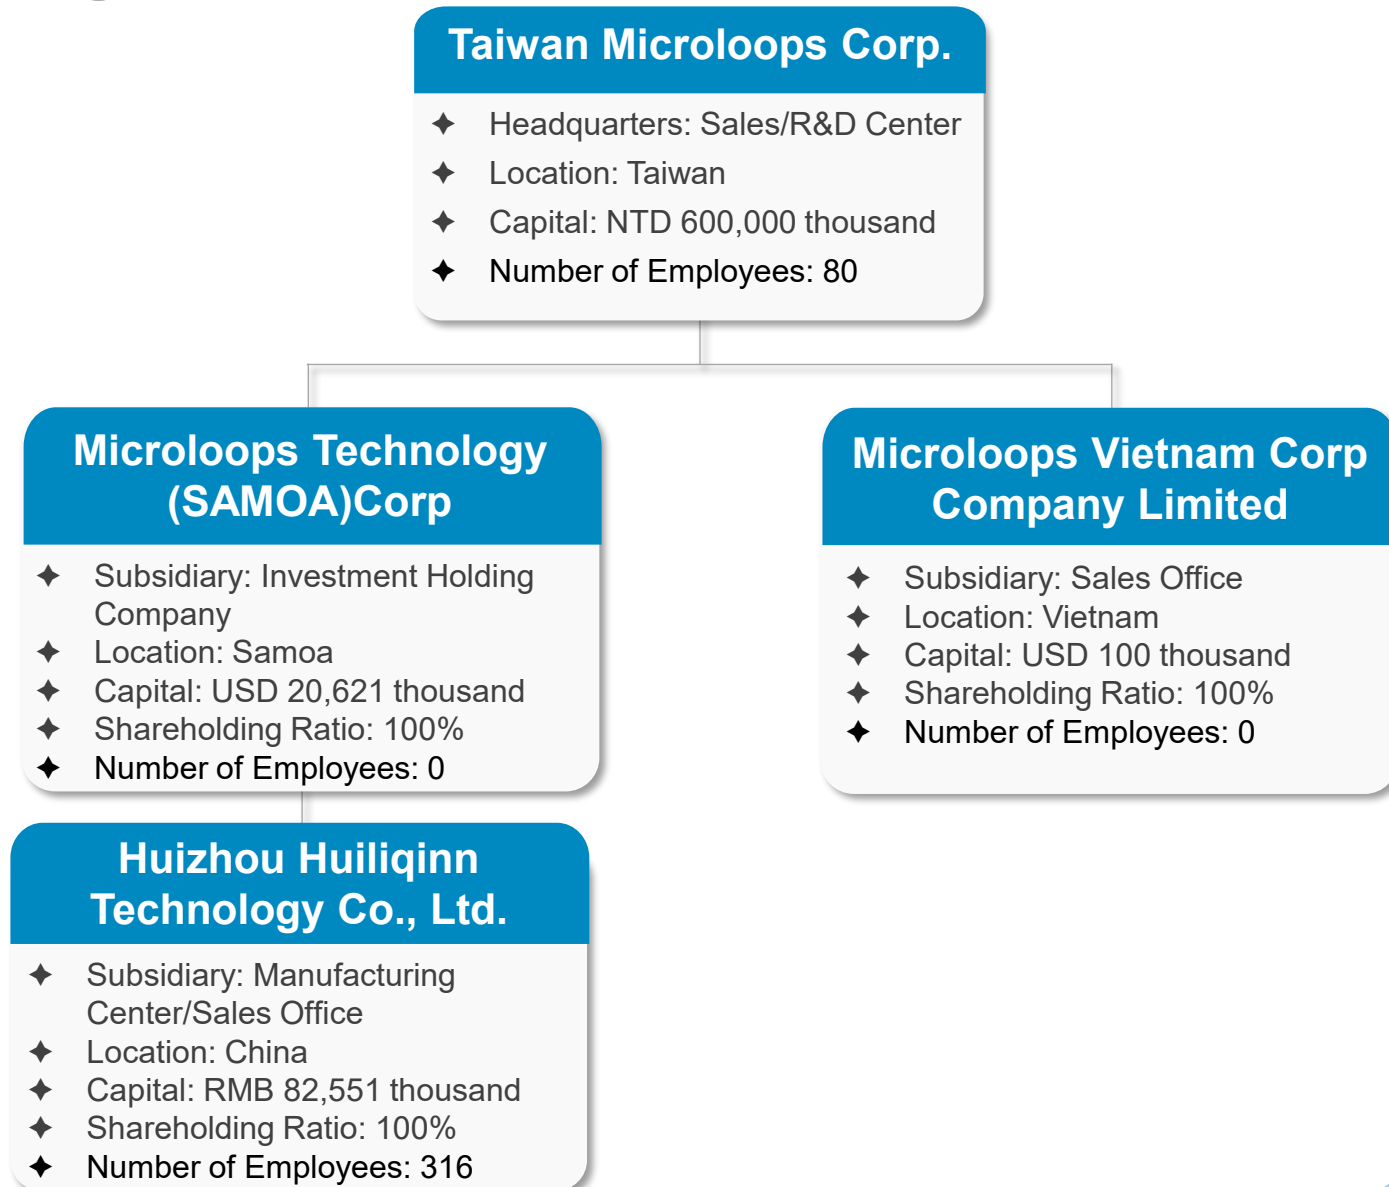 Taiwan Microloops Corp.
Headquarters: Sales/R&D Center
Location: Taiwan
Capital: NTD 600,000 thousand
Number of Employees: 80
Microloops Technology
(SAMOA)Corp
Subsidiary: Investment Holding
Company
Location: Samoa
Capital: USD 20,621 thousand
Shareholding Ratio: 100%
Number of Employees: 0
Microloops Vietnam Corp
Company Limited
Subsidiary: Sales Office
Location: Vietnam
Capital: USD 100 thousand
Shareholding Ratio: 100%
Number of Employees: 0
Huizhou Huiliqinn
Technology Co., Ltd.
Subsidiary: Manufacturing
Center/Sales Office
Location: China
Capital: RMB 82,551 thousand
Shareholding Ratio: 100%
Number of Employees: 316